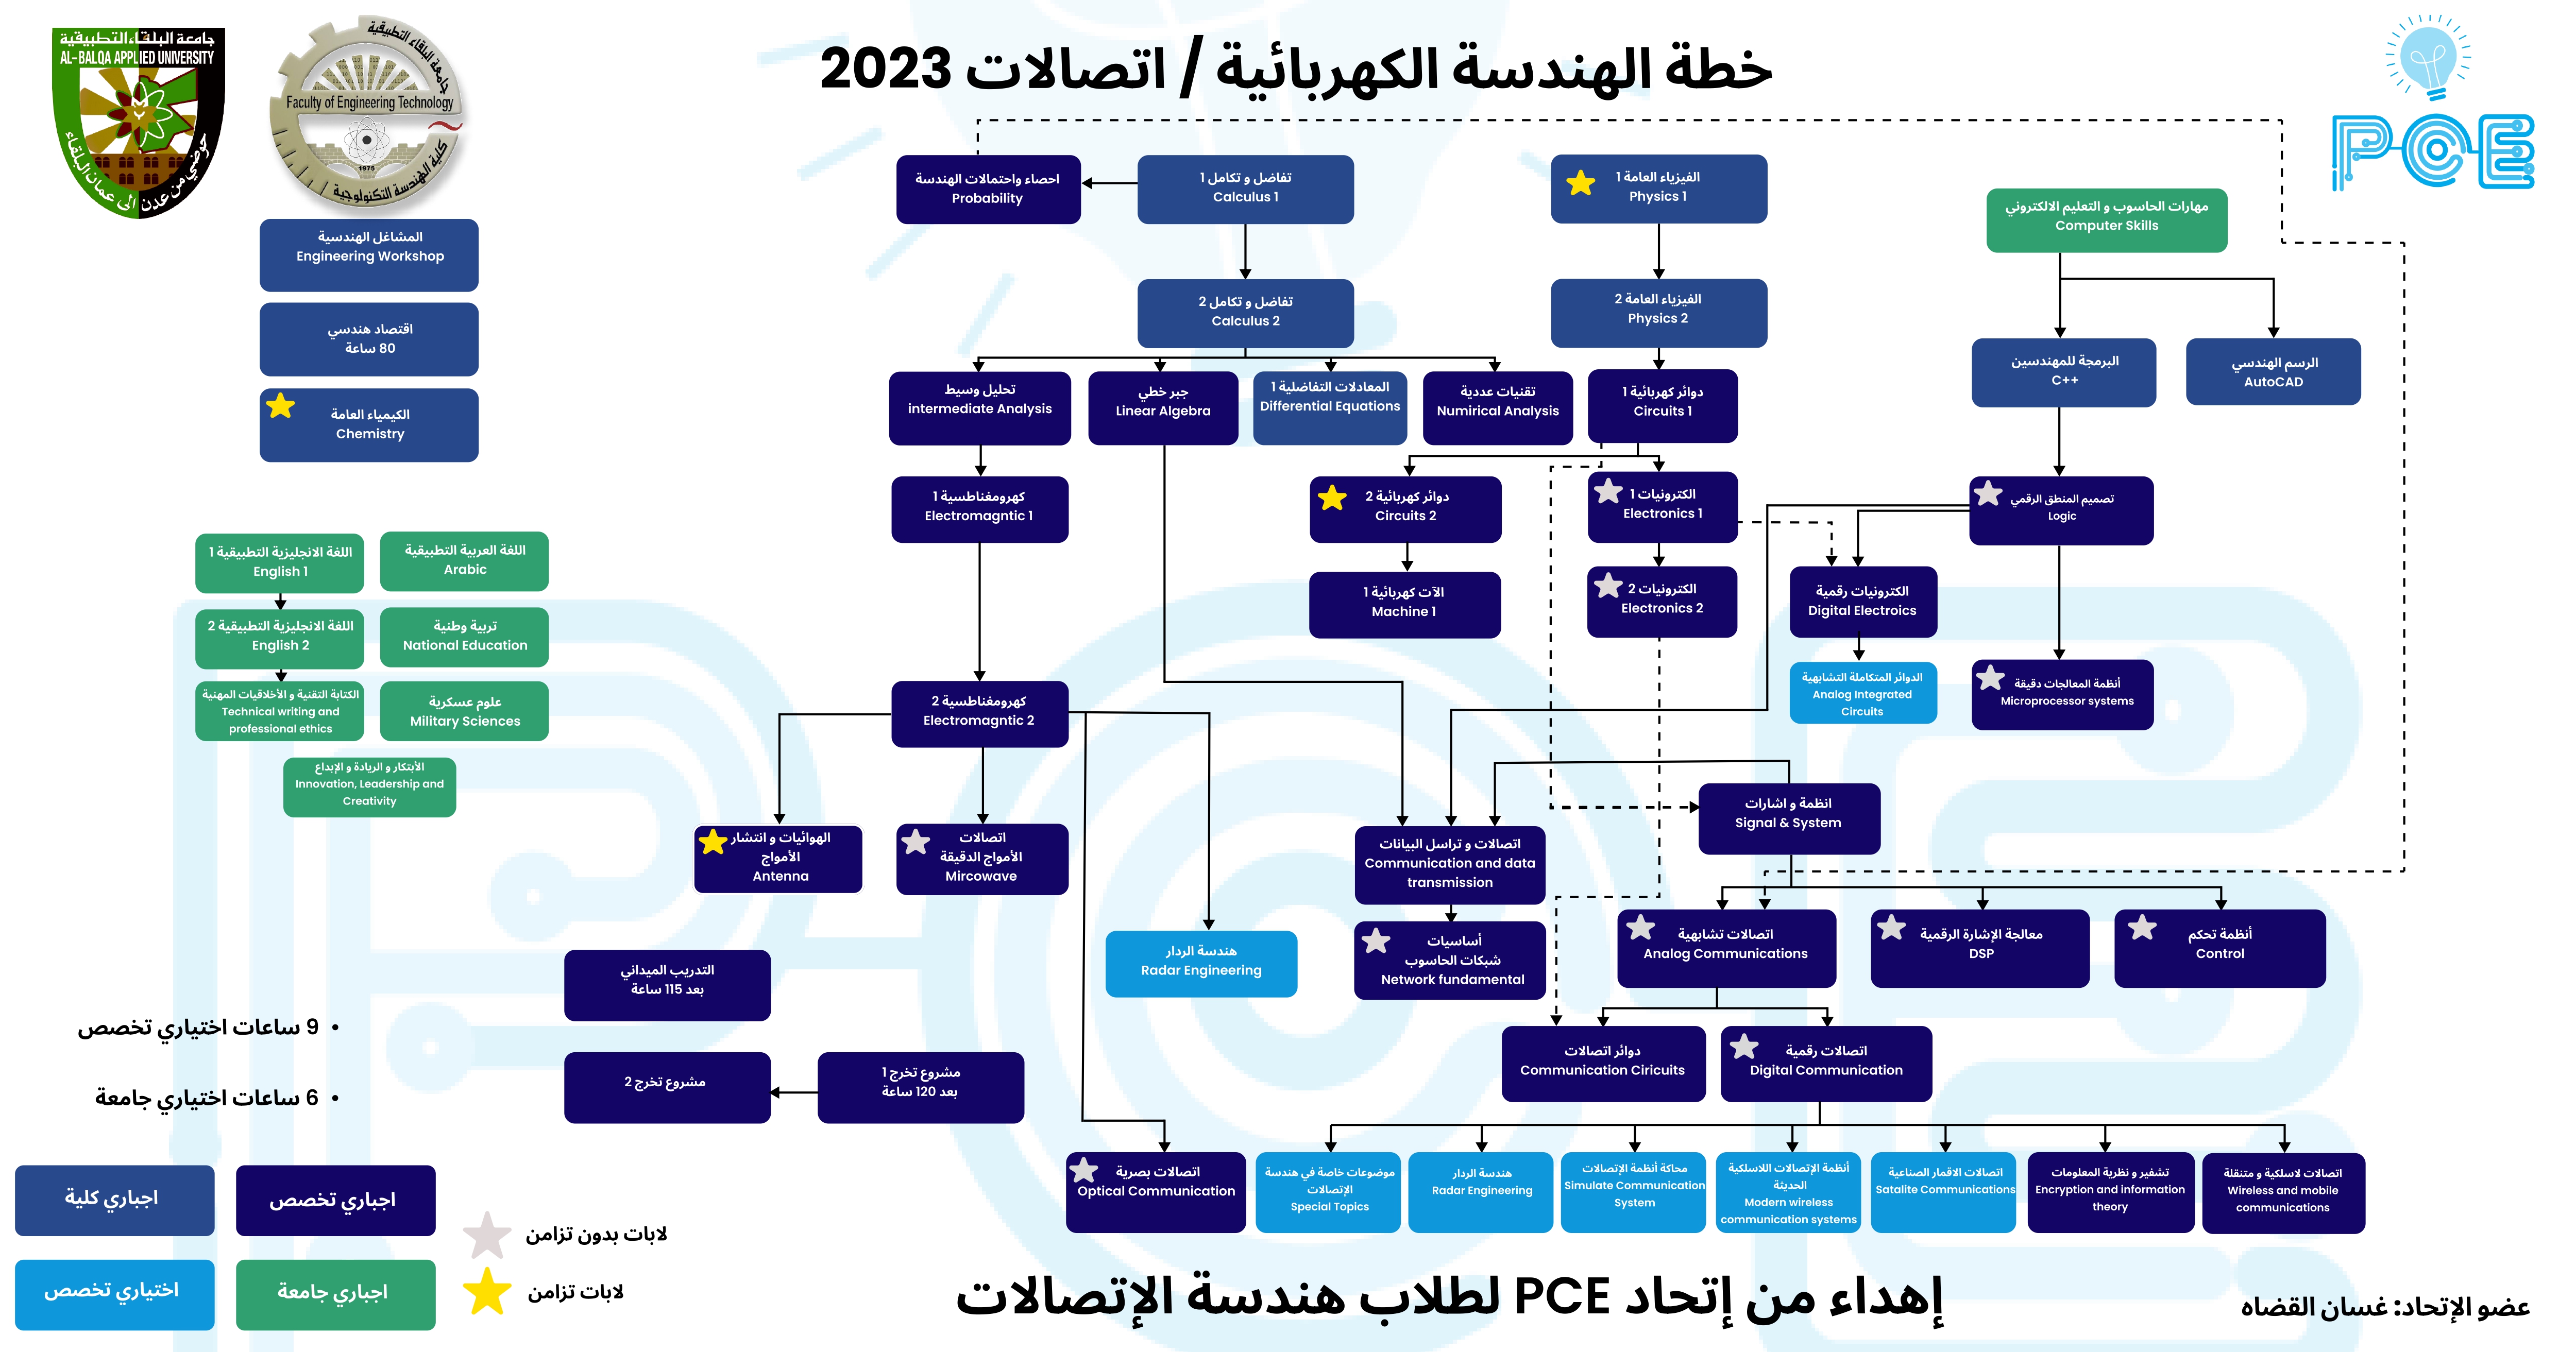 جامعة البلقاء التطبيقية
AL-BALQA APPLIED UNIVERSITY
حوضي من عدن الى عمان البلقاء
جامعة البلقاء التطبيقية
Faculty of Engineering Technology
1975
كلية الهندسة التكنولوجية
خطة الهندسة الكهربائية / اتصالات 2023
PCE
احصاء واحتمالات الهندسة
Probability
تفاضل و تكامل 1
Calculus 1
الفيزياء العامة 1
Physics 1
مهارات الحاسوب و التعليم الالكتروني
Computer Skills
المشاغل الهندسية
Engineering Workshop
اقتصاد هندسي
80 ساعة
الكيمياء العامة
Chemistry
تفاضل و تكامل 2
Calculus 2
الفيزياء العامة 2
Physics 2
البرمجة للمهندسين
C++
الرسم الهندسي
AutoCAD
تحليل وسيط
intermediate Analysis
جبر خطي
Linear Algebra
المعادلات التفاضلية 1
Differential Equations
تقنيات عددية
Numirical Analysis
دوائر كهربائية 1
Circuits 1
كهرومغناطسية 1
Electromagntic 1
دوائر كهربائية 2
Circuits 2
الكترونيات 1
Electronics 1
تصميم المنطق الرقمي
Logic
اللغة الانجليزية التطبيقية 1
English 1
اللغة العربية التطبيقية
Arabic
اللغة الانجليزية التطبيقية 2
English 2
تربية وطنية
National Education
الكتابة التقنية و الأخلاقيات المهنية
Technical writing and
professional ethics
علوم عسكرية
Military Sciences
الأبتكار و الريادة و الإبداع
Innovation, Leadership and
Creativity
الآت كهربائية 1
Machine 1
الكترونيات 2
Electronics 2
الكترونيات رقمية
Digital Electroics
الدوائر المتكاملة التشابهية
Analog Integrated
Circuits
أنظمة المعالجات دقيقة
Microprocessor systems
كهرومغناطسية 2
Electromagntic 2
الهوائيات و انتشار
الأمواج
Antenna
اتصالات
الأمواج الدقيقة
Mircowave
هندسة الردار
Radar Engineering
اتصالات و تراسل البيانات
Communication and data
transmission
أساسيات
شبكات الحاسوب
Network fundamental
انظمة و اشارات
Signal & System
اتصالات تشابهية
Analog Communications
معالجة الإشارة الرقمية
DSP
أنظمة تحكم
Control
دوائر اتصالات
Communication Ciricuits
اتصالات رقمية
Digital Communication
التدريب الميداني
بعد 115 ساعة
مشروع تخرج 1
بعد 120 ساعة
مشروع تخرج 2
• 9 ساعات اختياري تخصص
• 6 ساعات اختياري جامعة
اتصالات بصرية
Optical Communication
موضوعات خاصة في هندسة
الإتصالات
Special Topics
هندسة الردار
Radar Engineering
محاكة أنظمة الإتصالات
Simulate Communication
System
أنظمة الإتصالات اللاسلكية
الحديثة
Modern wireless
communication systems
اتصالات الاقمار الصناعية
Satalite Communications
تشفير و نظرية المعلومات
Encryption and information
theory
اتصالات لاسلكية و متنقلة
Wireless and mobile
communications
اجباري كلية
اجباري تخصص
اختياري تخصص
اجباري جامعة
لابات بدون تزامن
لابات تزامن
إهداء من إتحاد PCE لطلاب هندسة الإتصالات
عضو الإتحاد: غسان القضاه